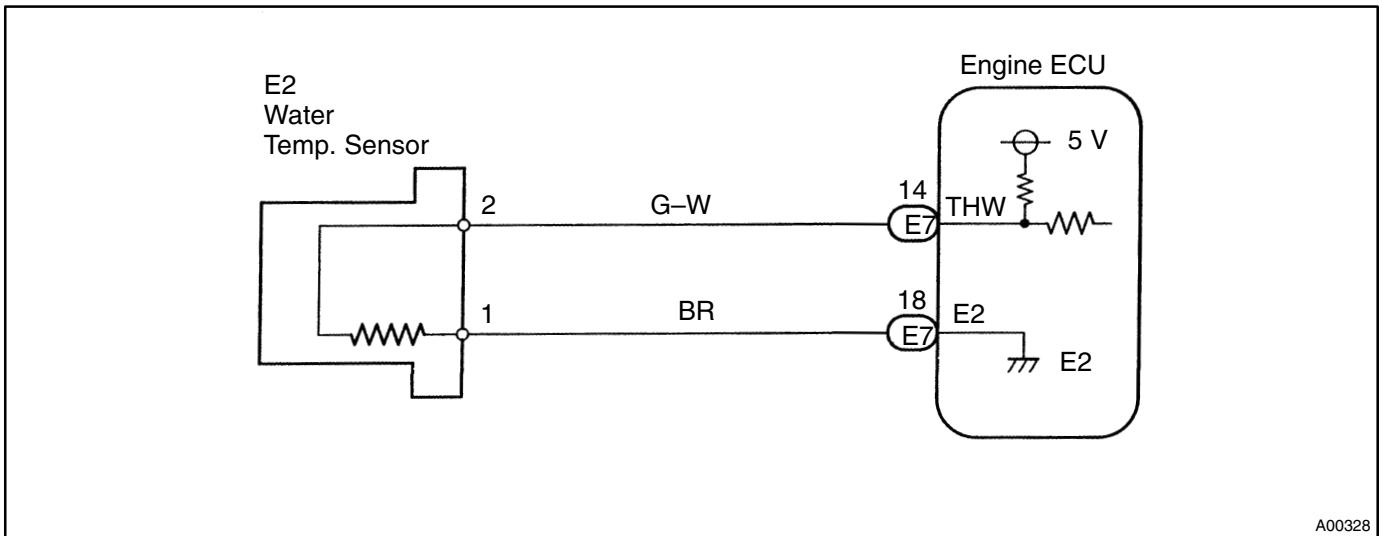 E2
Water
Temp. Sensor
Engine ECU
5 V
2
G–W
14
E7
THW
1
BR
18
E7
E2
E2
A00328